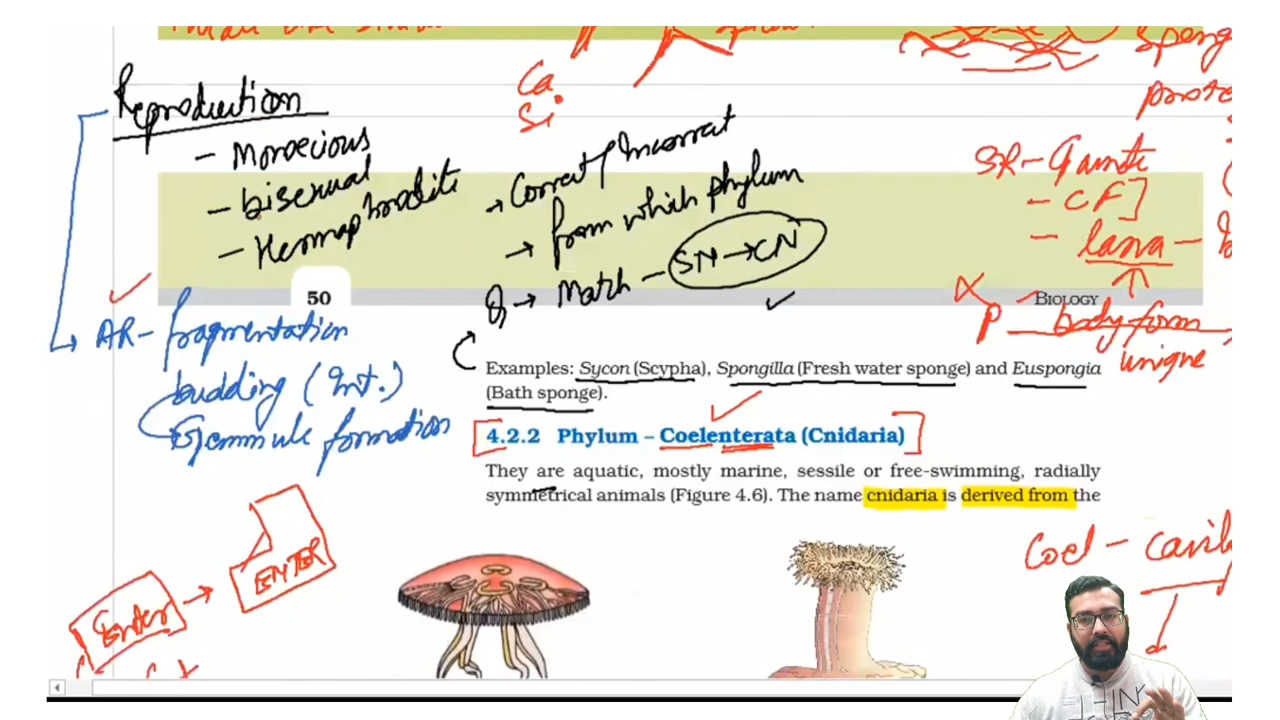 Ca
Si
Reproduction
- Monoecious
- bisexual
- Hermaphrodite
→ Correct/Incorrect
→ from which phylum
Q → Match - SN → CN
SR - Gamete
- CF]
- larva -
50
BIOLOGY
P
body form
unique
AR - fragmentation
budding (Int.)
Gemmule formation
Examples: Sycon (Scypha), Spongilla (Fresh water sponge) and Euspongia
(Bath sponge).
4.2.2 Phylum – Coelenterata (Cnidaria)
They are aquatic, mostly marine, sessile or free-swimming, radially
symmetrical animals (Figure 4.6). The name cnidaria is derived from the
Coel - cavity
Enter → ENTER